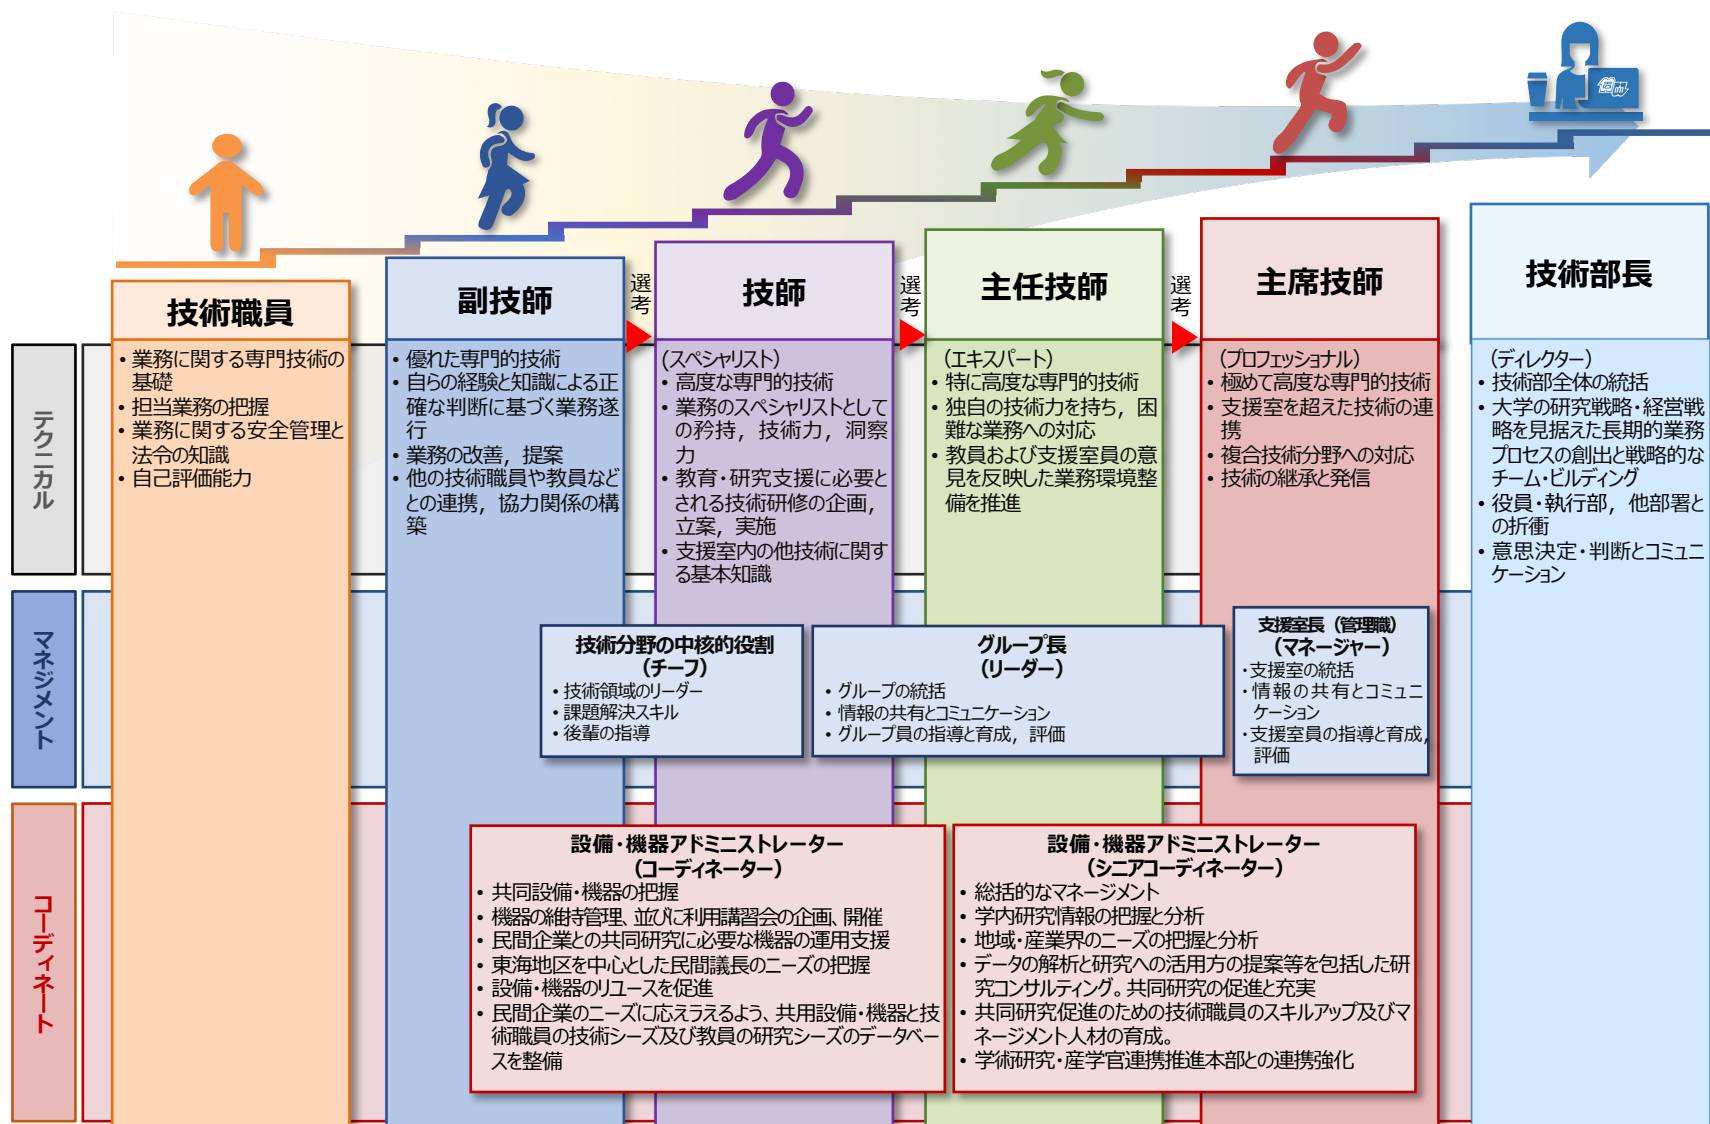 技術職員
副技師
選考
技師
選考
主任技師
選考
主席技師
技術部長
テクニカル
• 業務に関する専門技術の
基礎
• 担当業務の把握
• 業務に関する安全管理と
法令の知識
• 自己評価能力
• 優れた専門的技術
• 自らの経験と知識による正
確な判断に基づく業務遂
行
• 業務の改善，提案
• 他の技術職員や教員など
との連携，協力関係の構
築
(スペシャリスト)
• 高度な専門的技術
• 業務のスペシャリストとして
の矜持，技術力，洞察
力
• 教育・研究支援に必要と
される技術研修の企画，
立案，実施
• 支援室内の他技術に関す
る基本知識
(エキスパート)
• 特に高度な専門的技術
• 独自の技術力を持ち，困
難な業務への対応
• 教員および支援室員の意
見を反映した業務環境整
備を推進
(プロフェッショナル)
• 極めて高度な専門的技術
• 支援室を超えた技術の連
携
• 複合技術分野への対応
• 技術の継承と発信
(ディレクター)
• 技術部全体の統括
• 大学の研究戦略・経営戦
略を見据えた長期的業務
プロセスの創出と戦略的な
チーム・ビルディング
• 役員・執行部，他部署と
の折衝
• 意思決定・判断とコミュニ
ケーション
マネジメント
技術分野の中核的役割
(チーフ)
• 技術領域のリーダー
• 課題解決スキル
• 後輩の指導
グループ長
(リーダー)
• グループの統括
• 情報の共有とコミュニケーション
• グループ員の指導と育成，評価
支援室長（管理職）
(マネージャー)
・支援室の統括
・情報の共有とコミュニ
ケーション
・支援室員の指導と育成，
評価
コーディネート
設備・機器アドミニストレーター
(コーディネーター)
• 共同設備・機器の把握
• 機器の維持管理、並びに利用講習会の企画、開催
• 民間企業との共同研究に必要な機器の運用支援
• 東海地区を中心とした民間議長のニーズの把握
• 設備・機器のリユースを促進
• 民間企業のニーズに応えうえるよう、共用設備・機器と技
術職員の技術シーズ及び教員の研究シーズのデータベー
スを整備
設備・機器アドミニストレーター
(シニアコーディネーター)
• 総括的なマネージメント
• 学内研究情報の把握と分析
• 地域・産業界のニーズの把握と分析
• データの解析と研究への活用方の提案等を包括した研
究コンサルティング。共同研究の促進と充実
• 共同研究促進のための技術職員のスキルアップ及びマ
ネージメント人材の育成。
• 学術研究・産学官連携推進本部との連携強化